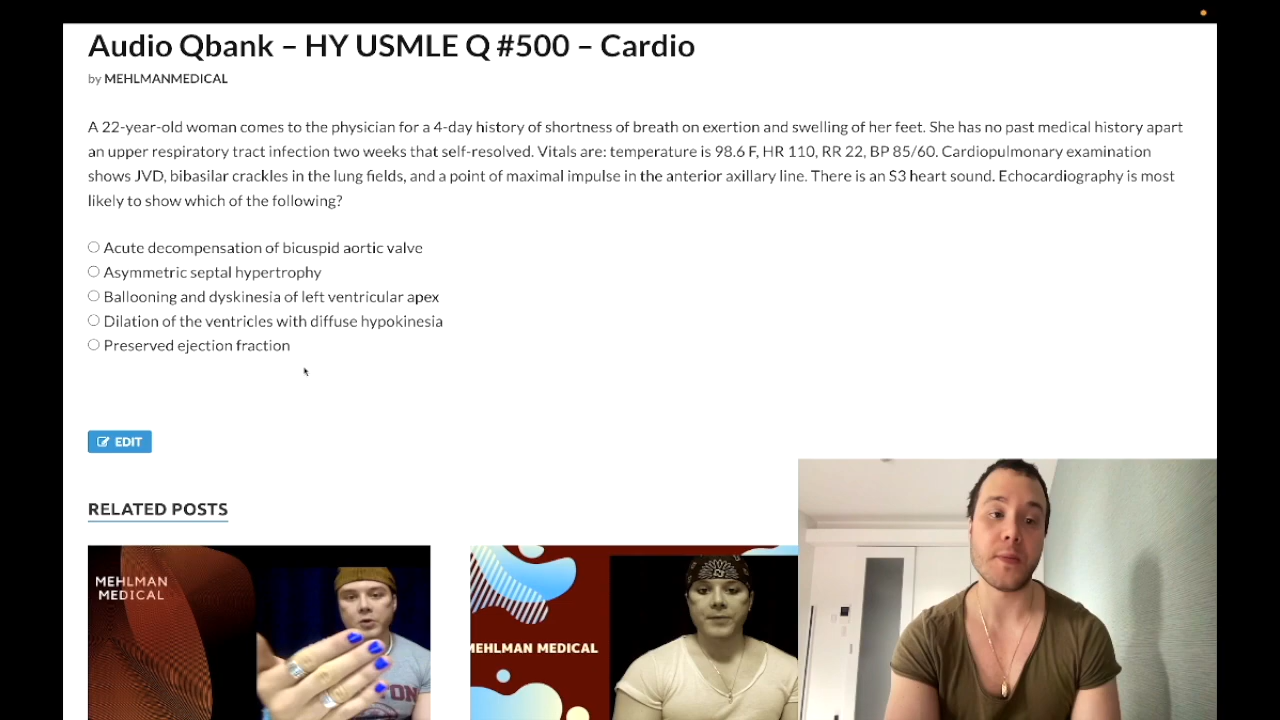 Audio Qbank – HY USMLE Q #500 – Cardio
by MEHLMANMEDICAL
A 22-year-old woman comes to the physician for a 4-day history of shortness of breath on exertion and swelling of her feet. She has no past medical history apart
an upper respiratory tract infection two weeks that self-resolved. Vitals are: temperature is 98.6 F, HR 110, RR 22, BP 85/60. Cardiopulmonary examination
shows JVD, bibasilar crackles in the lung fields, and a point of maximal impulse in the anterior axillary line. There is an S3 heart sound. Echocardiography is most
likely to show which of the following?
Acute decompensation of bicuspid aortic valve
Asymmetric septal hypertrophy
Ballooning and dyskinesia of left ventricular apex
Dilation of the ventricles with diffuse hypokinesia
Preserved ejection fraction
EDIT
RELATED POSTS
MEHLMAN
MEDICAL
MEHLMAN MEDICAL